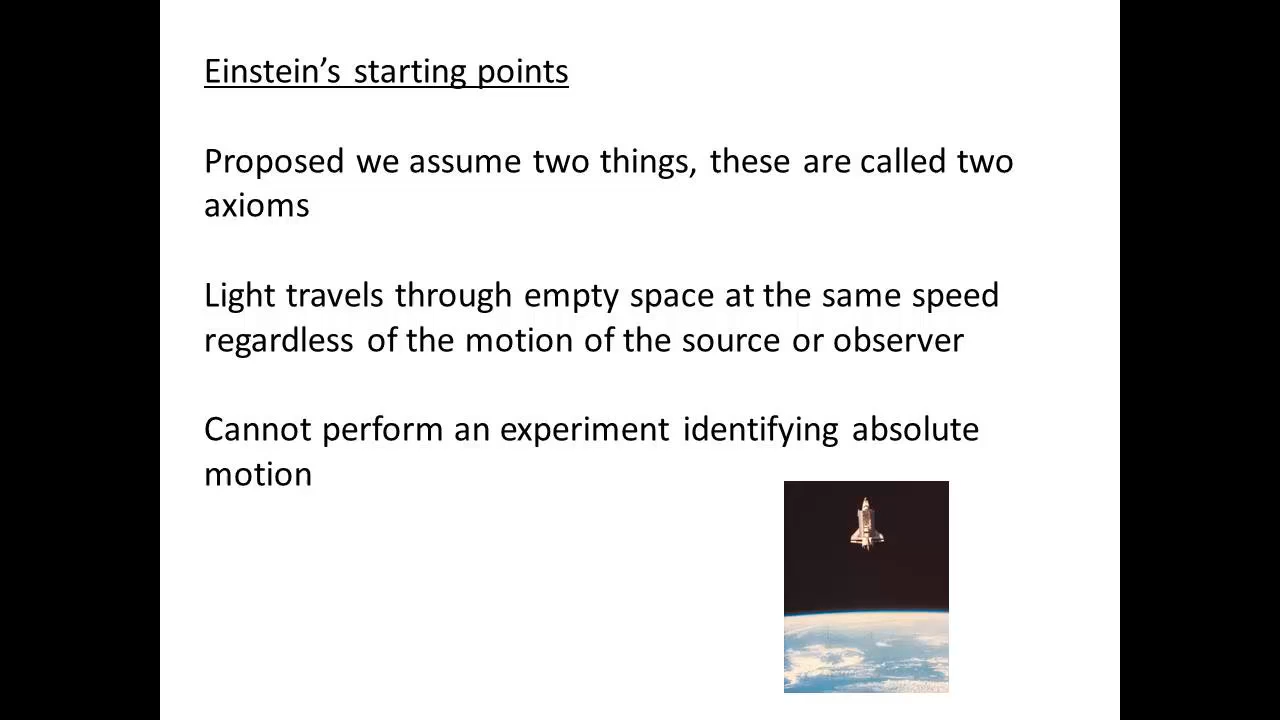 Einstein’s starting points
Proposed we assume two things, these are called two
axioms
Light travels through empty space at the same speed
regardless of the motion of the source or observer
Cannot perform an experiment identifying absolute
motion